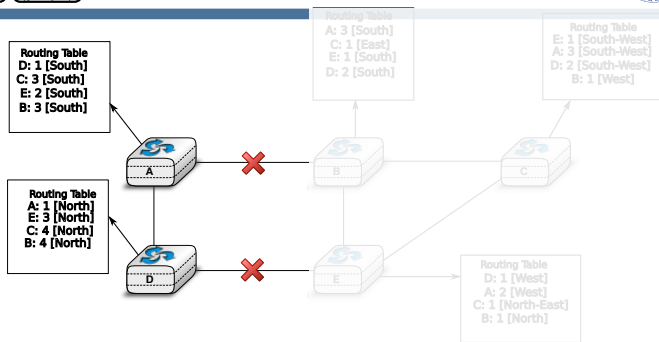 Routing Table
A: 3 [South]
C: 1 [East]
E: 1 [South]
D: 2 [South]
Routing Table
E: 1 [South-West]
A: 3 [South-West]
D: 2 [South-West]
B: 1 [West]
Routing Table
D: 1 [South]
C: 3 [South]
E: 2 [South]
B: 3 [South]
A
B
C
Routing Table
A: 1 [North]
E: 3 [North]
C: 4 [North]
B: 4 [North]
D
E
Routing Table
D: 1 [West]
A: 2 [West]
C: 1 [North-East]
B: 1 [North]